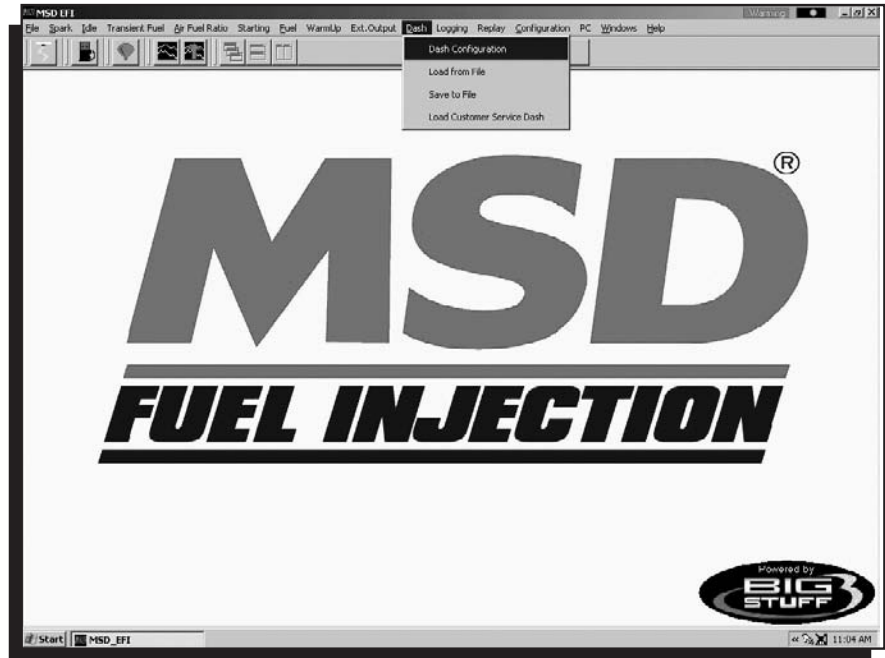 MSD EFI
Warning
File Spark Idle Transient Fuel Air Fuel Ratio Starting Fuel WarmUp Ext.Output Dash Logging Replay Configuration PC Windows Help
Dash Configuration
Load from File
Save to File
Load Customer Service Dash
MSD®
FUEL INJECTION
Powered by
BIG
STUFF 3
Start MSD_EFI « 11:04 AM